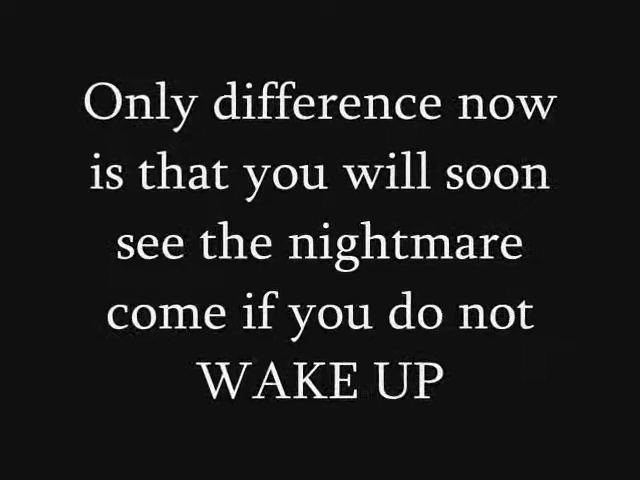 Only difference now
is that you will soon
see the nightmare
come if you do not
WAKE UP